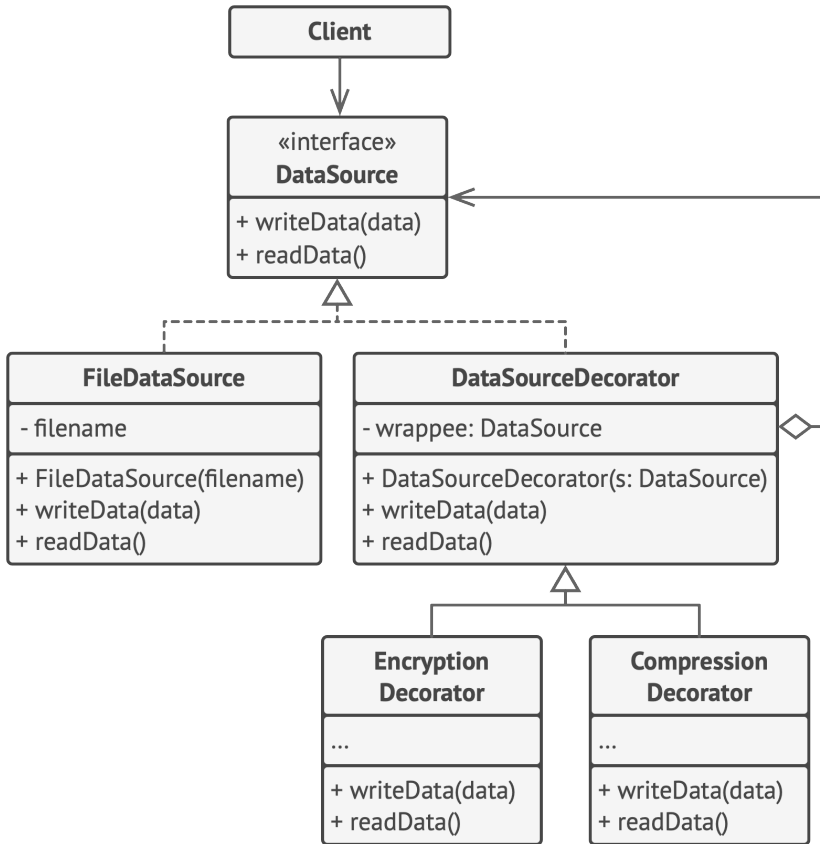 Client
«interface»
DataSource
+ writeData(data)
+ readData()
FileDataSource
- filename
+ FileDataSource(filename)
+ writeData(data)
+ readData()
DataSourceDecorator
- wrappee: DataSource
+ DataSourceDecorator(s: DataSource)
+ writeData(data)
+ readData()
Encryption
Decorator
...
+ writeData(data)
+ readData()
Compression
Decorator
...
+ writeData(data)
+ readData()